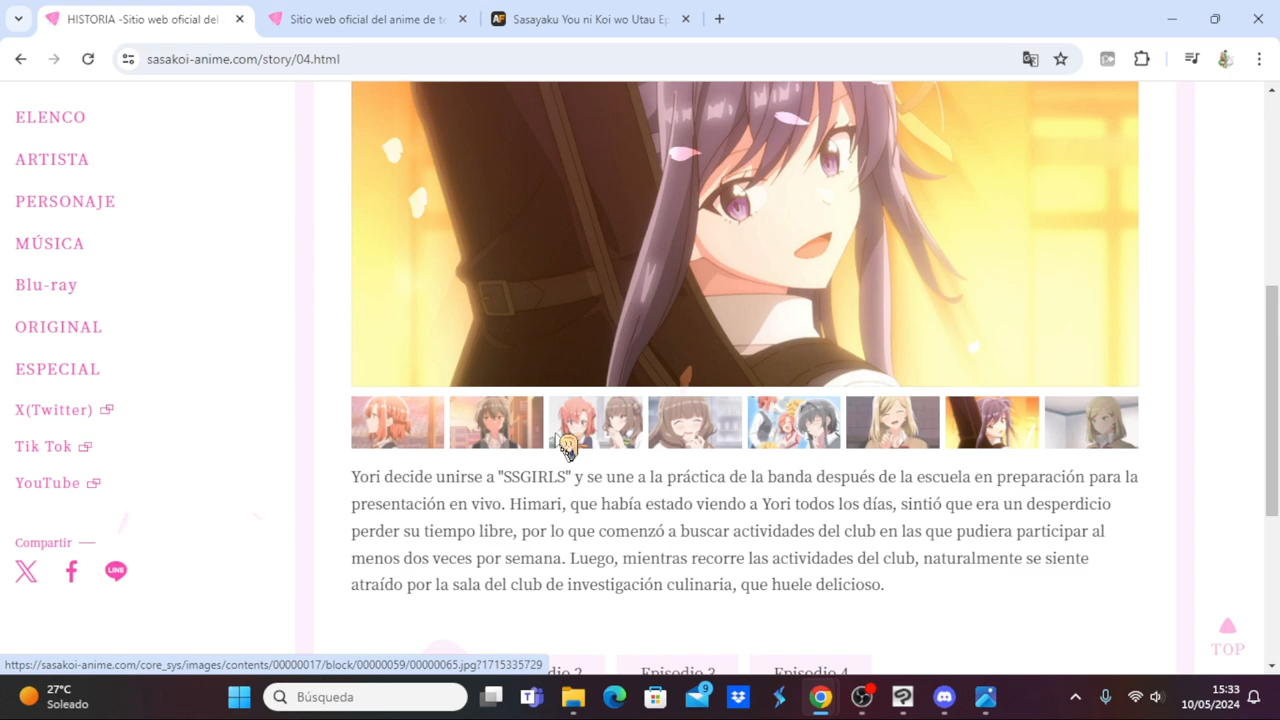 HISTORIA -Sitio web oficial del
Sitio web oficial del anime de te
AF Sasayaku You ni Koi wo Utau Ep
sasakoi-anime.com/story/04.html
ELENCO
ARTISTA
PERSONAJE
MÚSICA
Blu-ray
ORIGINAL
ESPECIAL
X(Twitter)
Tik Tok
YouTube
Compartir
LINE
Yori decide unirse a "SSGIRLS" y se une a la práctica de la banda después de la escuela en preparación para la
presentación en vivo. Himari, que había estado viendo a Yori todos los días, sintió que era un desperdicio
perder su tiempo libre, por lo que comenzó a buscar actividades del club en las que pudiera participar al
menos dos veces por semana. Luego, mientras recorre las actividades del club, naturalmente se siente
atraído por la sala del club de investigación culinaria, que huele delicioso.
TOP
https://sasakoi-anime.com/core_sys/images/contents/00000017/block/00000059/00000065.jpg?1715335729
dio 2
Episodio 3
Episodio 4
27°C
Soleado
Búsqueda
9
15:33
10/05/2024